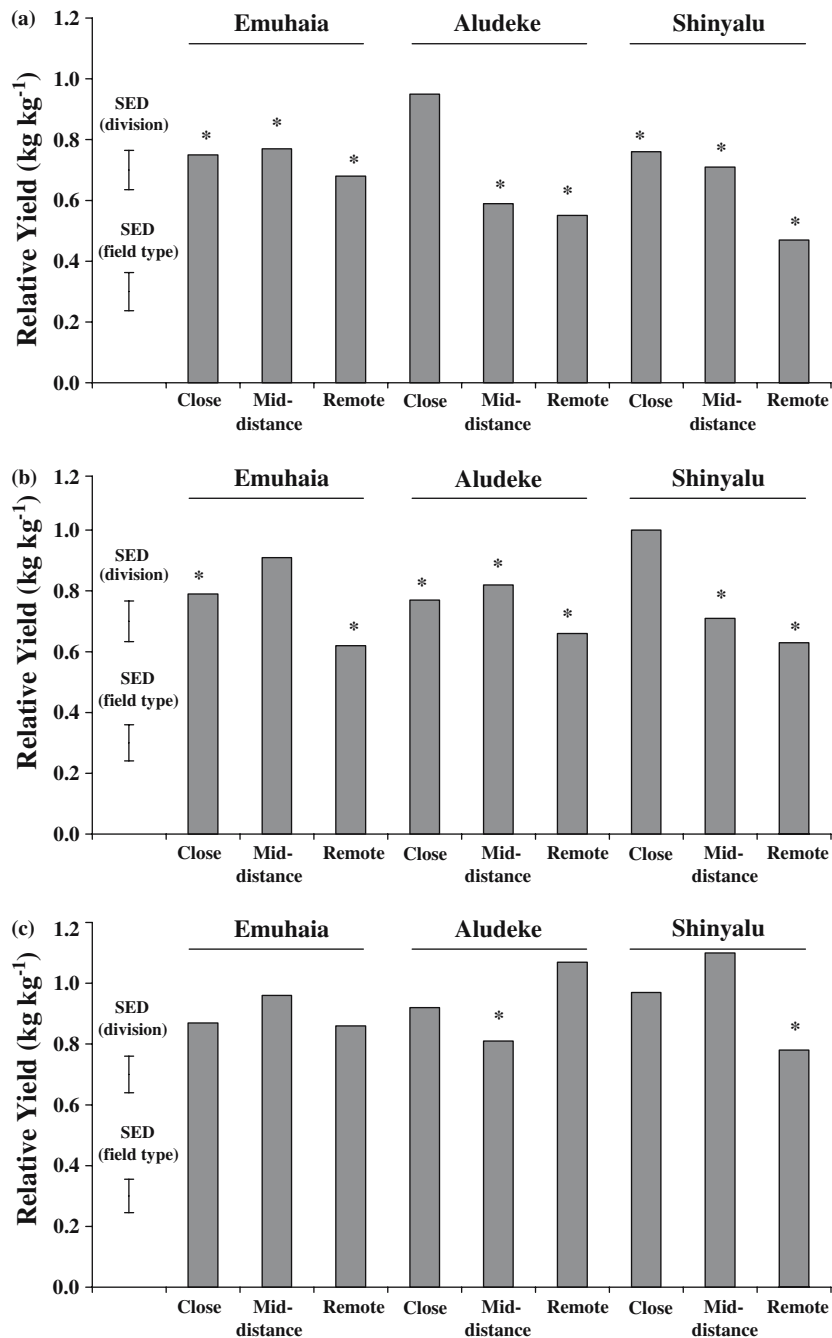 (a)
1.2
Emuhaia Aludeke Shinyalu
1.0
SED
(division)
0.8
* * * * * * * *
0.6
SED
(field type)
0.4
0.2
0.0
Relative Yield (kg kg-1)
Close Mid- Remote Close Mid- Remote Close Mid- Remote
distance distance distance
(b)
1.2
Emuhaia Aludeke Shinyalu
1.0
SED
(division)
0.8
* * * * * * *
0.6
SED
(field type)
0.4
0.2
0.0
Relative Yield (kg kg-1)
Close Mid- Remote Close Mid- Remote Close Mid- Remote
distance distance distance
(c)
1.2
Emuhaia Aludeke Shinyalu
1.0
SED
(division)
* *
0.8
0.6
SED
(field type)
0.4
0.2
0.0
Relative Yield (kg kg-1)
Close Mid- Remote Close Mid- Remote Close Mid- Remote
distance distance distance